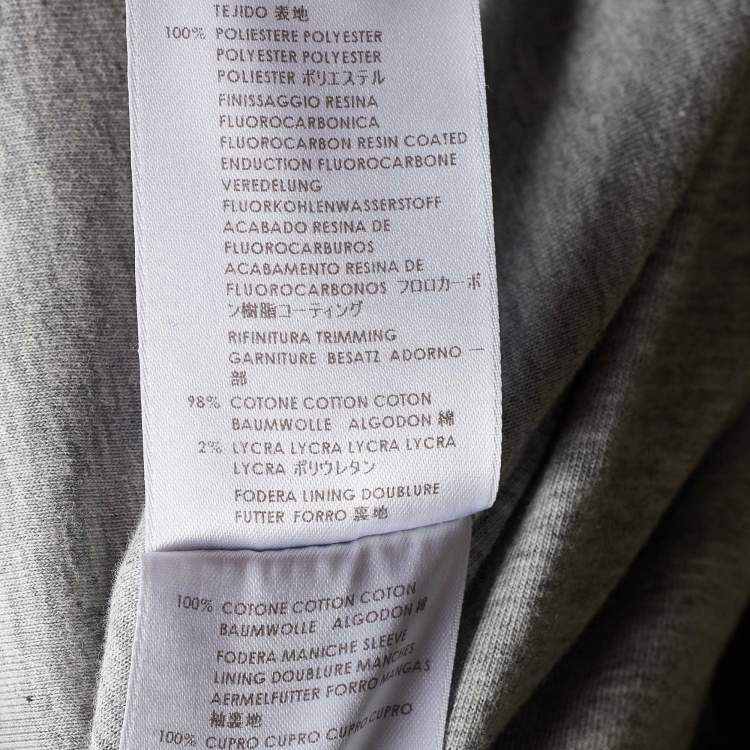 TEJIDO 表地
100% POLIESTERE POLYESTER
POLYESTER POLYESTER
POLIESTER ポリエステル
FINISSAGGIO RESINA
FLUOROCARBONICA
FLUOROCARBON RESIN COATED
ENDUCTION FLUOROCARBONE
VEREDELUNG
FLUORKOHLENWASSERSTOFF
ACABADO RESINA DE
FLUOROCARBUROS
ACABAMENTO RESINA DE
FLUOROCARBONOS フロロカーボ
ン樹脂コーティング
RIFINITURA TRIMMING
GARNITURE BESATZ ADORNO 一
部
98% COTONE COTTON COTON
BAUMWOLLE ALGODON 綿
2% LYCRA LYCRA LYCRA LYCRA
LYCRA ポリウレタン
FODERA LINING DOUBLURE
FUTTER FORRO 裏地
100% COTONE COTTON COTON
BAUMWOLLE ALGODON 綿
FODERA MANICHE SLEEVE
LINING DOUBLURE MANCHES
AERMELFUTTER FORRO MANGAS
袖裏地
100% CUPRO CUPRO CUPRO CUPRO